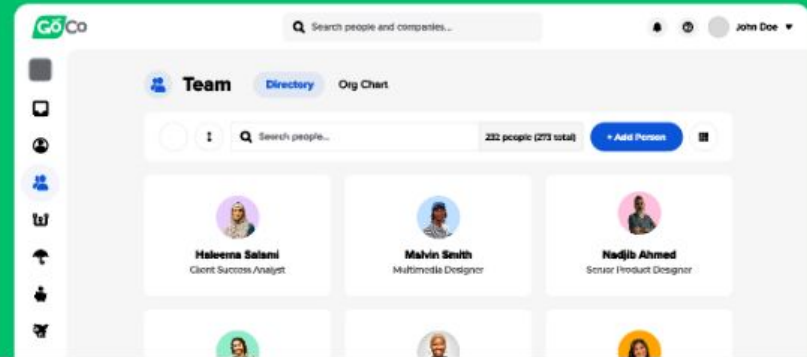 GoCo
Search people and companies...
John Doe
Team
Directory
Org Chart
Search people...
232 people (273 total)
+ Add Person
Haleema Salami
Client Success Analyst
Malvin Smith
Multimedia Designer
Nadjib Ahmed
Senior Product Designer